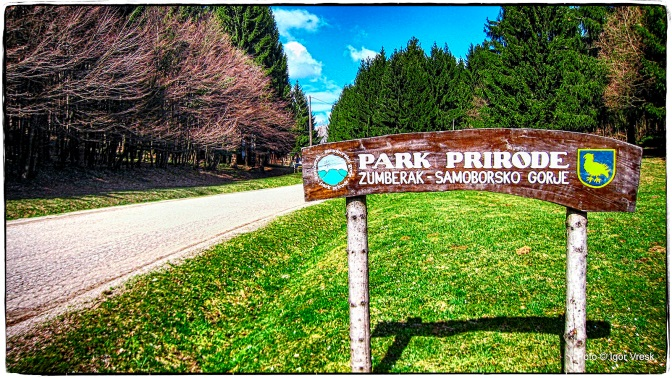 PARK PRIRODE
ŽUMBERAK - SAMOBORSKO GORJE
Photo © Igor Vresk